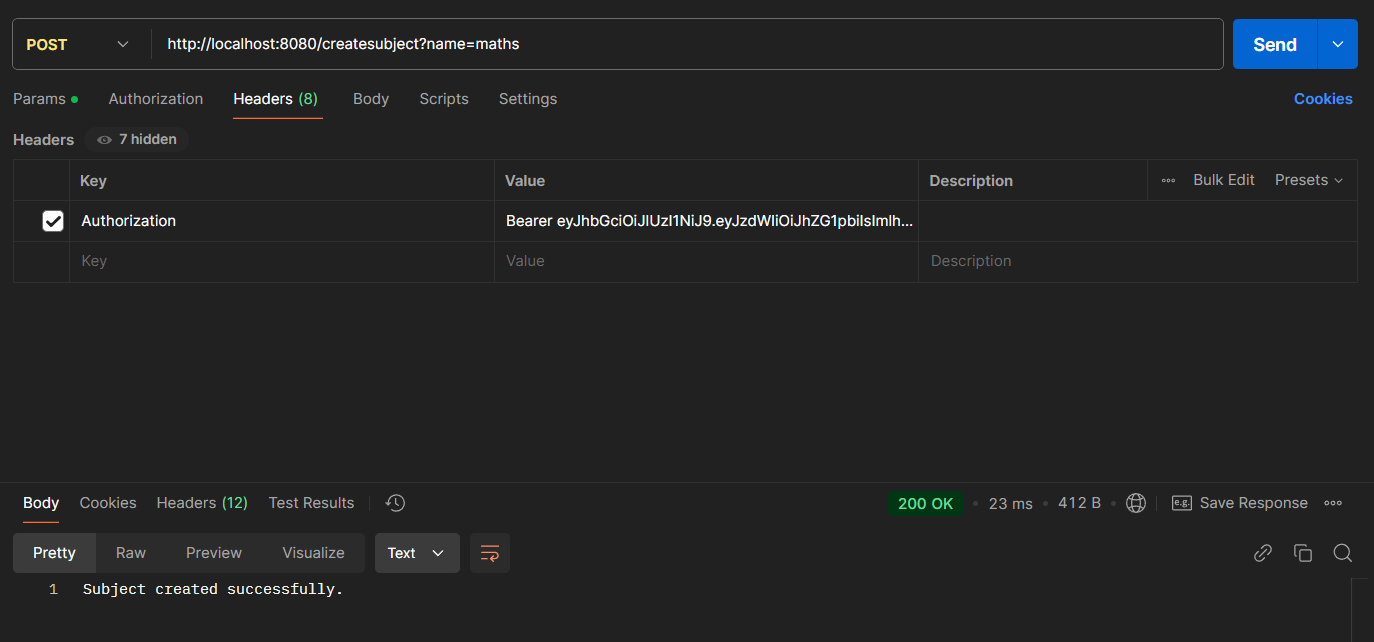 POST http://localhost:8080/createsubject?name=maths Send
Params Authorization Headers (8) Body Scripts Settings Cookies
Headers 7 hidden
Key Value Description Bulk Edit Presets
Authorization Bearer eyJhbGciOiJIUzI1NiJ9.eyJzdWIiOiJhZG1pbiIsImlh...
Key Value Description
Body Cookies Headers (12) Test Results 200 OK 23 ms 412 B e.g. Save Response
Pretty Raw Preview Visualize Text
1 Subject created successfully.